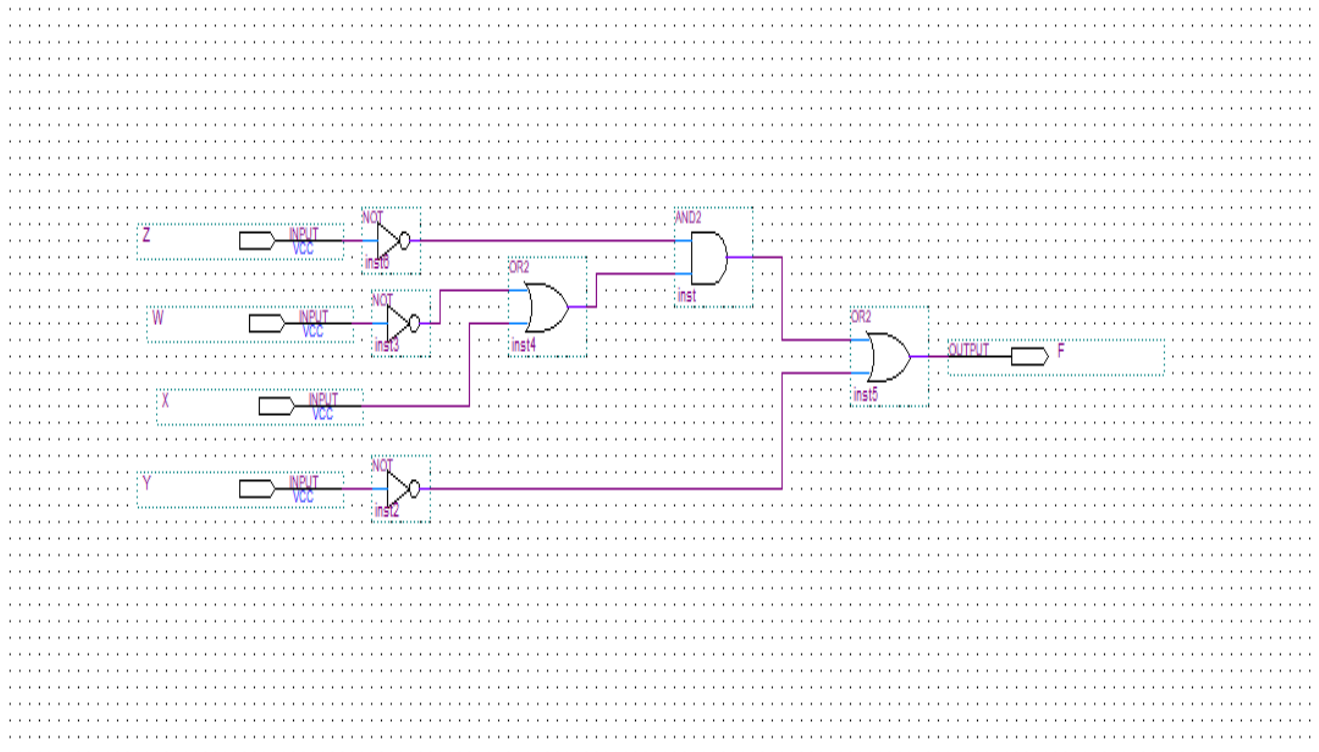 NOT
AND2
Z
INPUT
VCC
inst6
OR2
inst
NOT
W
INPUT
VCC
inst3
inst4
OR2
OUTPUT
F
X
INPUT
VCC
inst5
NOT
Y
INPUT
VCC
inst2